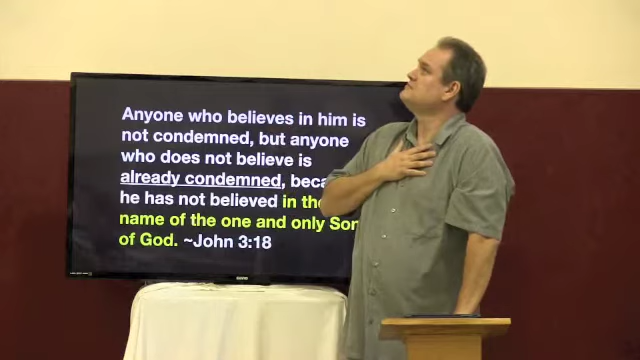 Anyone who believes in him is
not condemned, but anyone
who does not believe is
already condemned, beca
he has not believed in the
name of the one and only Son
of God. ~John 3:18